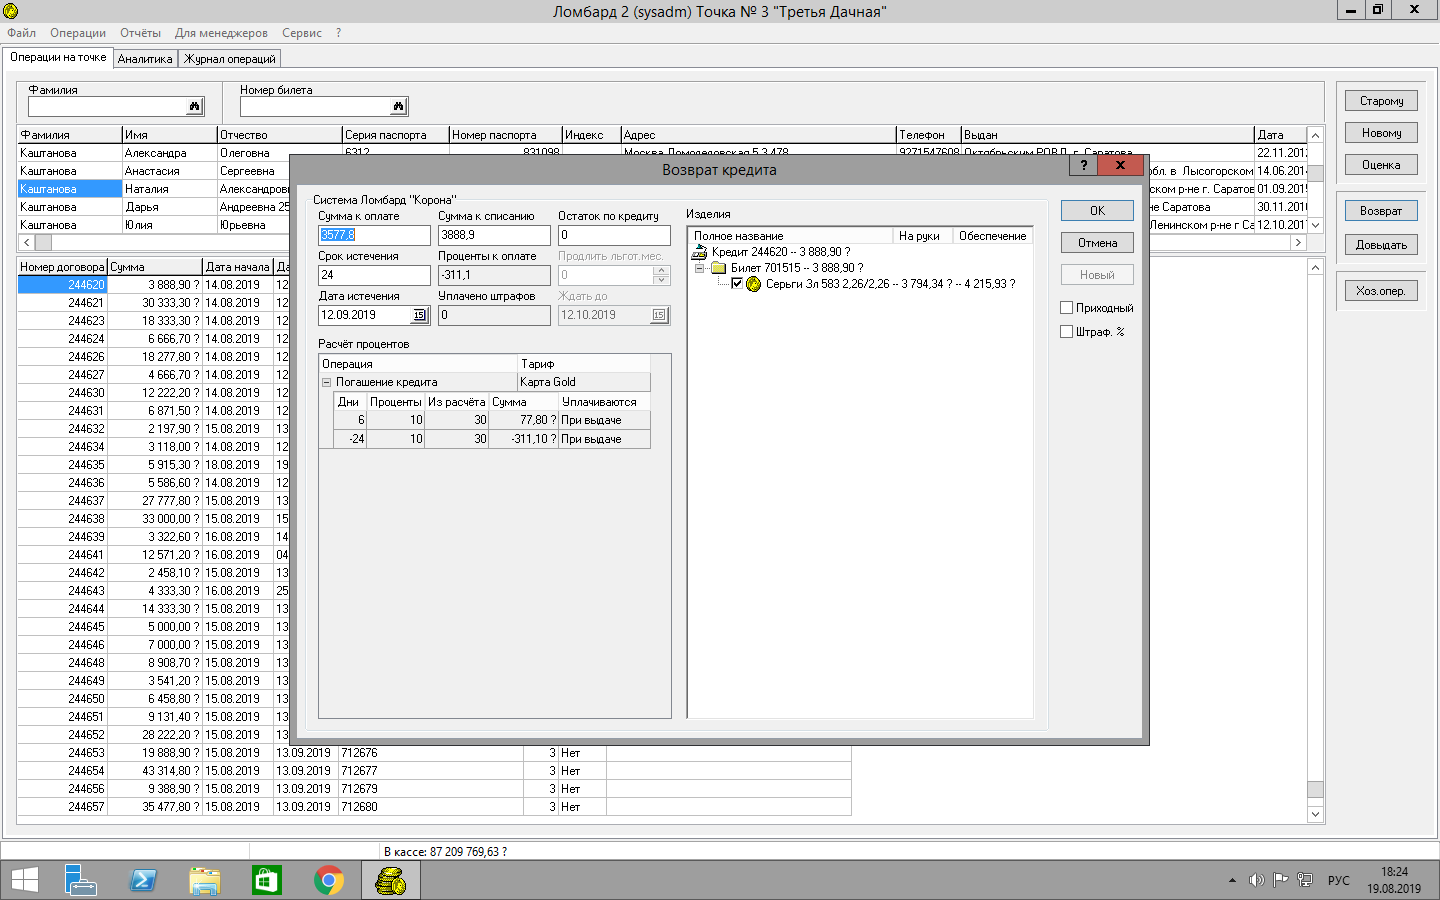 Ломбард 2 (sysadm) Точка № 3 "Третья Дачная"
Файл Операции Отчёты Для менеджеров Сервис ?
Операции на точке Аналитика Журнал операций
Фамилия Номер билета
Фамилия Имя Отчество Серия паспорта Номер паспорта Индекс Адрес Телефон Выдан Дата
Каштанова Александра Олеговна 6312 831098 Москва Домодедовская 5 3 478 9271547608 Октябрьским РОВД г. Саратова 22.11.201
Каштанова Анастасия Сергеевна обл. в Лысогорском 14.06.201
Каштанова Наталия Александров ском р-не г. Саратов 01.09.201
Каштанова Дарья Андреевна 25 не Саратова 30.11.201
Каштанова Юлия Юрьевна Ленинском р-не г Са 12.10.201
Старому
Новому
Оценка
Возврат
Довыдать
Хоз.опер.
Возврат кредита
? x
Система Ломбард "Корона"
Сумма к оплате Сумма к списанию Остаток по кредиту
3577,8 3888,9 0
Срок истечения Проценты к оплате Продлить льгот.мес.
24 -311,1 0
Дата истечения Уплачено штрафов Ждать до
12.09.2019 15 0 12.10.2019 15
Расчёт процентов
Операция Тариф
Погашение кредита Карта Gold
Дни Проценты Из расчёта Сумма Уплачиваются
6 10 30 77,80 ? При выдаче
-24 10 30 -311,10 ? При выдаче
Изделия
Полное название На руки Обеспечение
Кредит 244620 -- 3 888,90 ?
Билет 701515 -- 3 888,90 ?
Серьги Зл 583 2,26/2,26 -- 3 794,34 ? -- 4 215,93 ?
OK
Отмена
Новый
Приходный
Штраф. %
Номер договора Сумма Дата начала Да
244620 3 888,90 ? 14.08.2019 12
244621 30 333,30 ? 14.08.2019 12
244623 18 333,30 ? 14.08.2019 12
244624 6 666,70 ? 14.08.2019 12
244626 18 277,80 ? 14.08.2019 12
244627 4 666,70 ? 14.08.2019 12
244630 12 222,20 ? 14.08.2019 12
244631 6 871,50 ? 14.08.2019 12
244632 2 197,90 ? 15.08.2019 13
244634 3 118,00 ? 14.08.2019 12
244635 5 915,30 ? 18.08.2019 19
244636 5 586,60 ? 14.08.2019 12
244637 27 777,80 ? 15.08.2019 13
244638 33 000,00 ? 15.08.2019 15
244639 3 322,60 ? 16.08.2019 14
244641 12 571,20 ? 16.08.2019 04
244642 2 458,10 ? 15.08.2019 13
244643 4 333,30 ? 16.08.2019 25
244644 14 333,30 ? 15.08.2019 13
244645 5 000,00 ? 15.08.2019 13
244646 7 000,00 ? 15.08.2019 13
244648 8 908,70 ? 15.08.2019 13
244649 3 541,20 ? 15.08.2019 13
244650 6 458,80 ? 15.08.2019 13
244651 9 131,40 ? 15.08.2019 13
244652 28 222,20 ? 15.08.2019 13
244653 19 888,90 ? 15.08.2019 13.09.2019 712676 3 Нет
244654 43 314,80 ? 15.08.2019 13.09.2019 712677 3 Нет
244656 9 388,90 ? 15.08.2019 13.09.2019 712679 3 Нет
244657 35 477,80 ? 15.08.2019 13.09.2019 712680 3 Нет
В кассе: 87 209 769,63 ?
РУС 18:24
19.08.2019